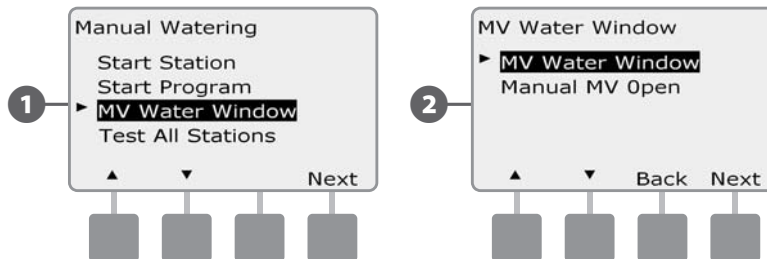 Manual Watering
Start Station
Start Program
MV Water Window
Test All Stations
Next
1
MV Water Window
MV Water Window
Manual MV Open
Back Next
2